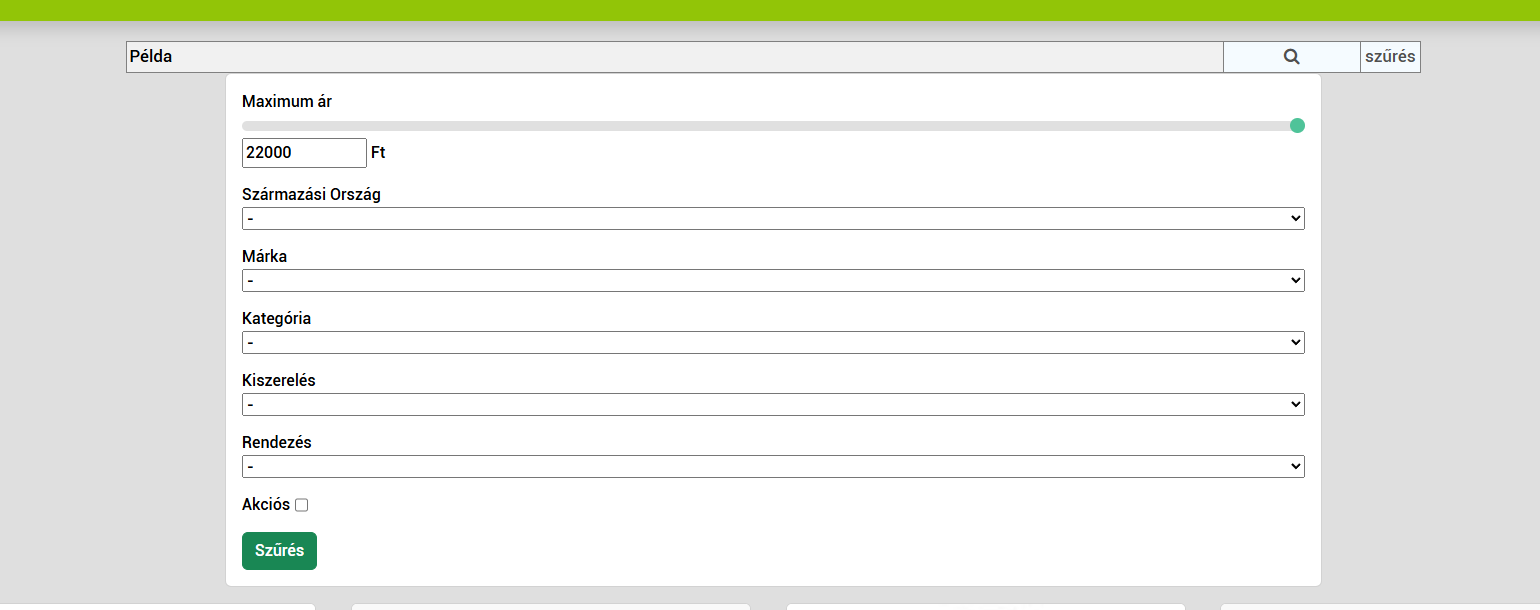 Példa
szűrés
Maximum ár
22000 Ft
Származási Ország
-
Márka
-
Kategória
-
Kiszerelés
-
Rendezés
-
Akciós
Szűrés